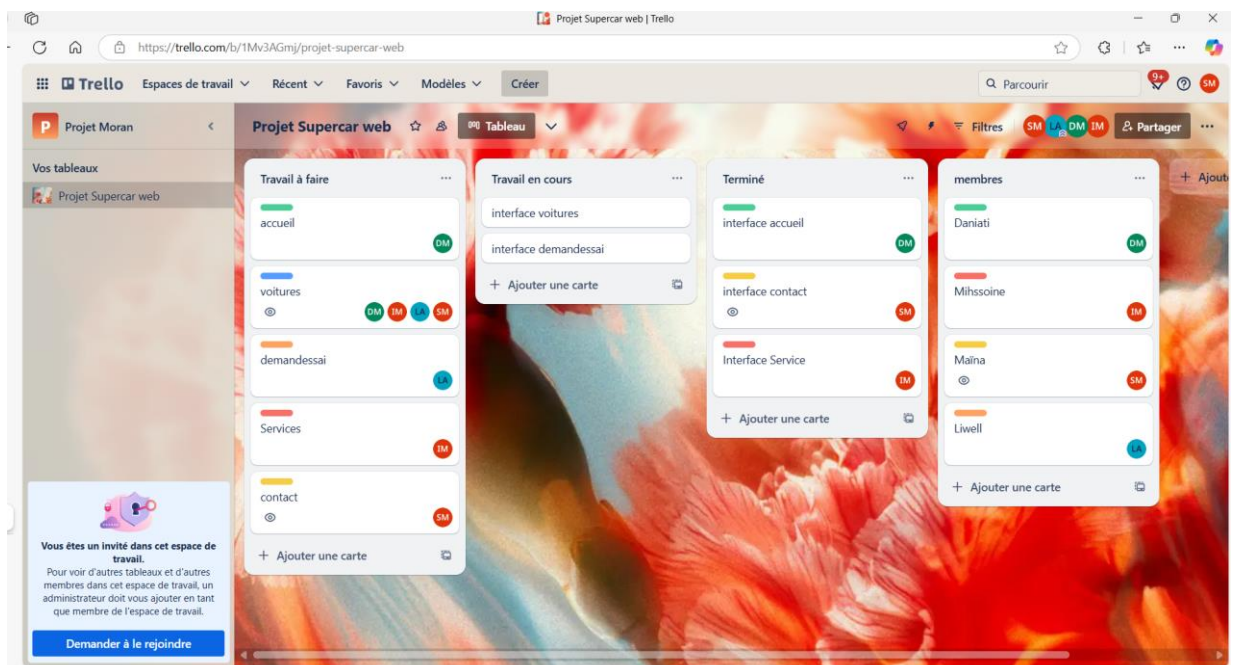 Projet Supercar web | Trello
https://trello.com/b/1Mv3AGmj/projet-supercar-web
Trello Espaces de travail Récent Favoris Modèles Créer Parcourir 9+ SM
P Projet Moran
Projet Supercar web Tableau Filtres SM LA DM IM Partager
Vos tableaux
Projet Supercar web
Travail à faire
accueil
DM
voitures
DM IM LA SM
demandessai
LA
Services
IM
contact
SM
+ Ajouter une carte
Travail en cours
interface voitures
interface demandessai
+ Ajouter une carte
Terminé
interface accueil
DM
interface contact
SM
Interface Service
IM
+ Ajouter une carte
membres
Daniati
DM
Mihssoine
IM
Maïna
SM
Liwell
LA
+ Ajouter une carte
+ Ajout
Vous êtes un invité dans cet espace de
travail.
Pour voir d'autres tableaux et d'autres
membres dans cet espace de travail, un
administrateur doit vous ajouter en tant
que membre de l'espace de travail.
Demander à le rejoindre